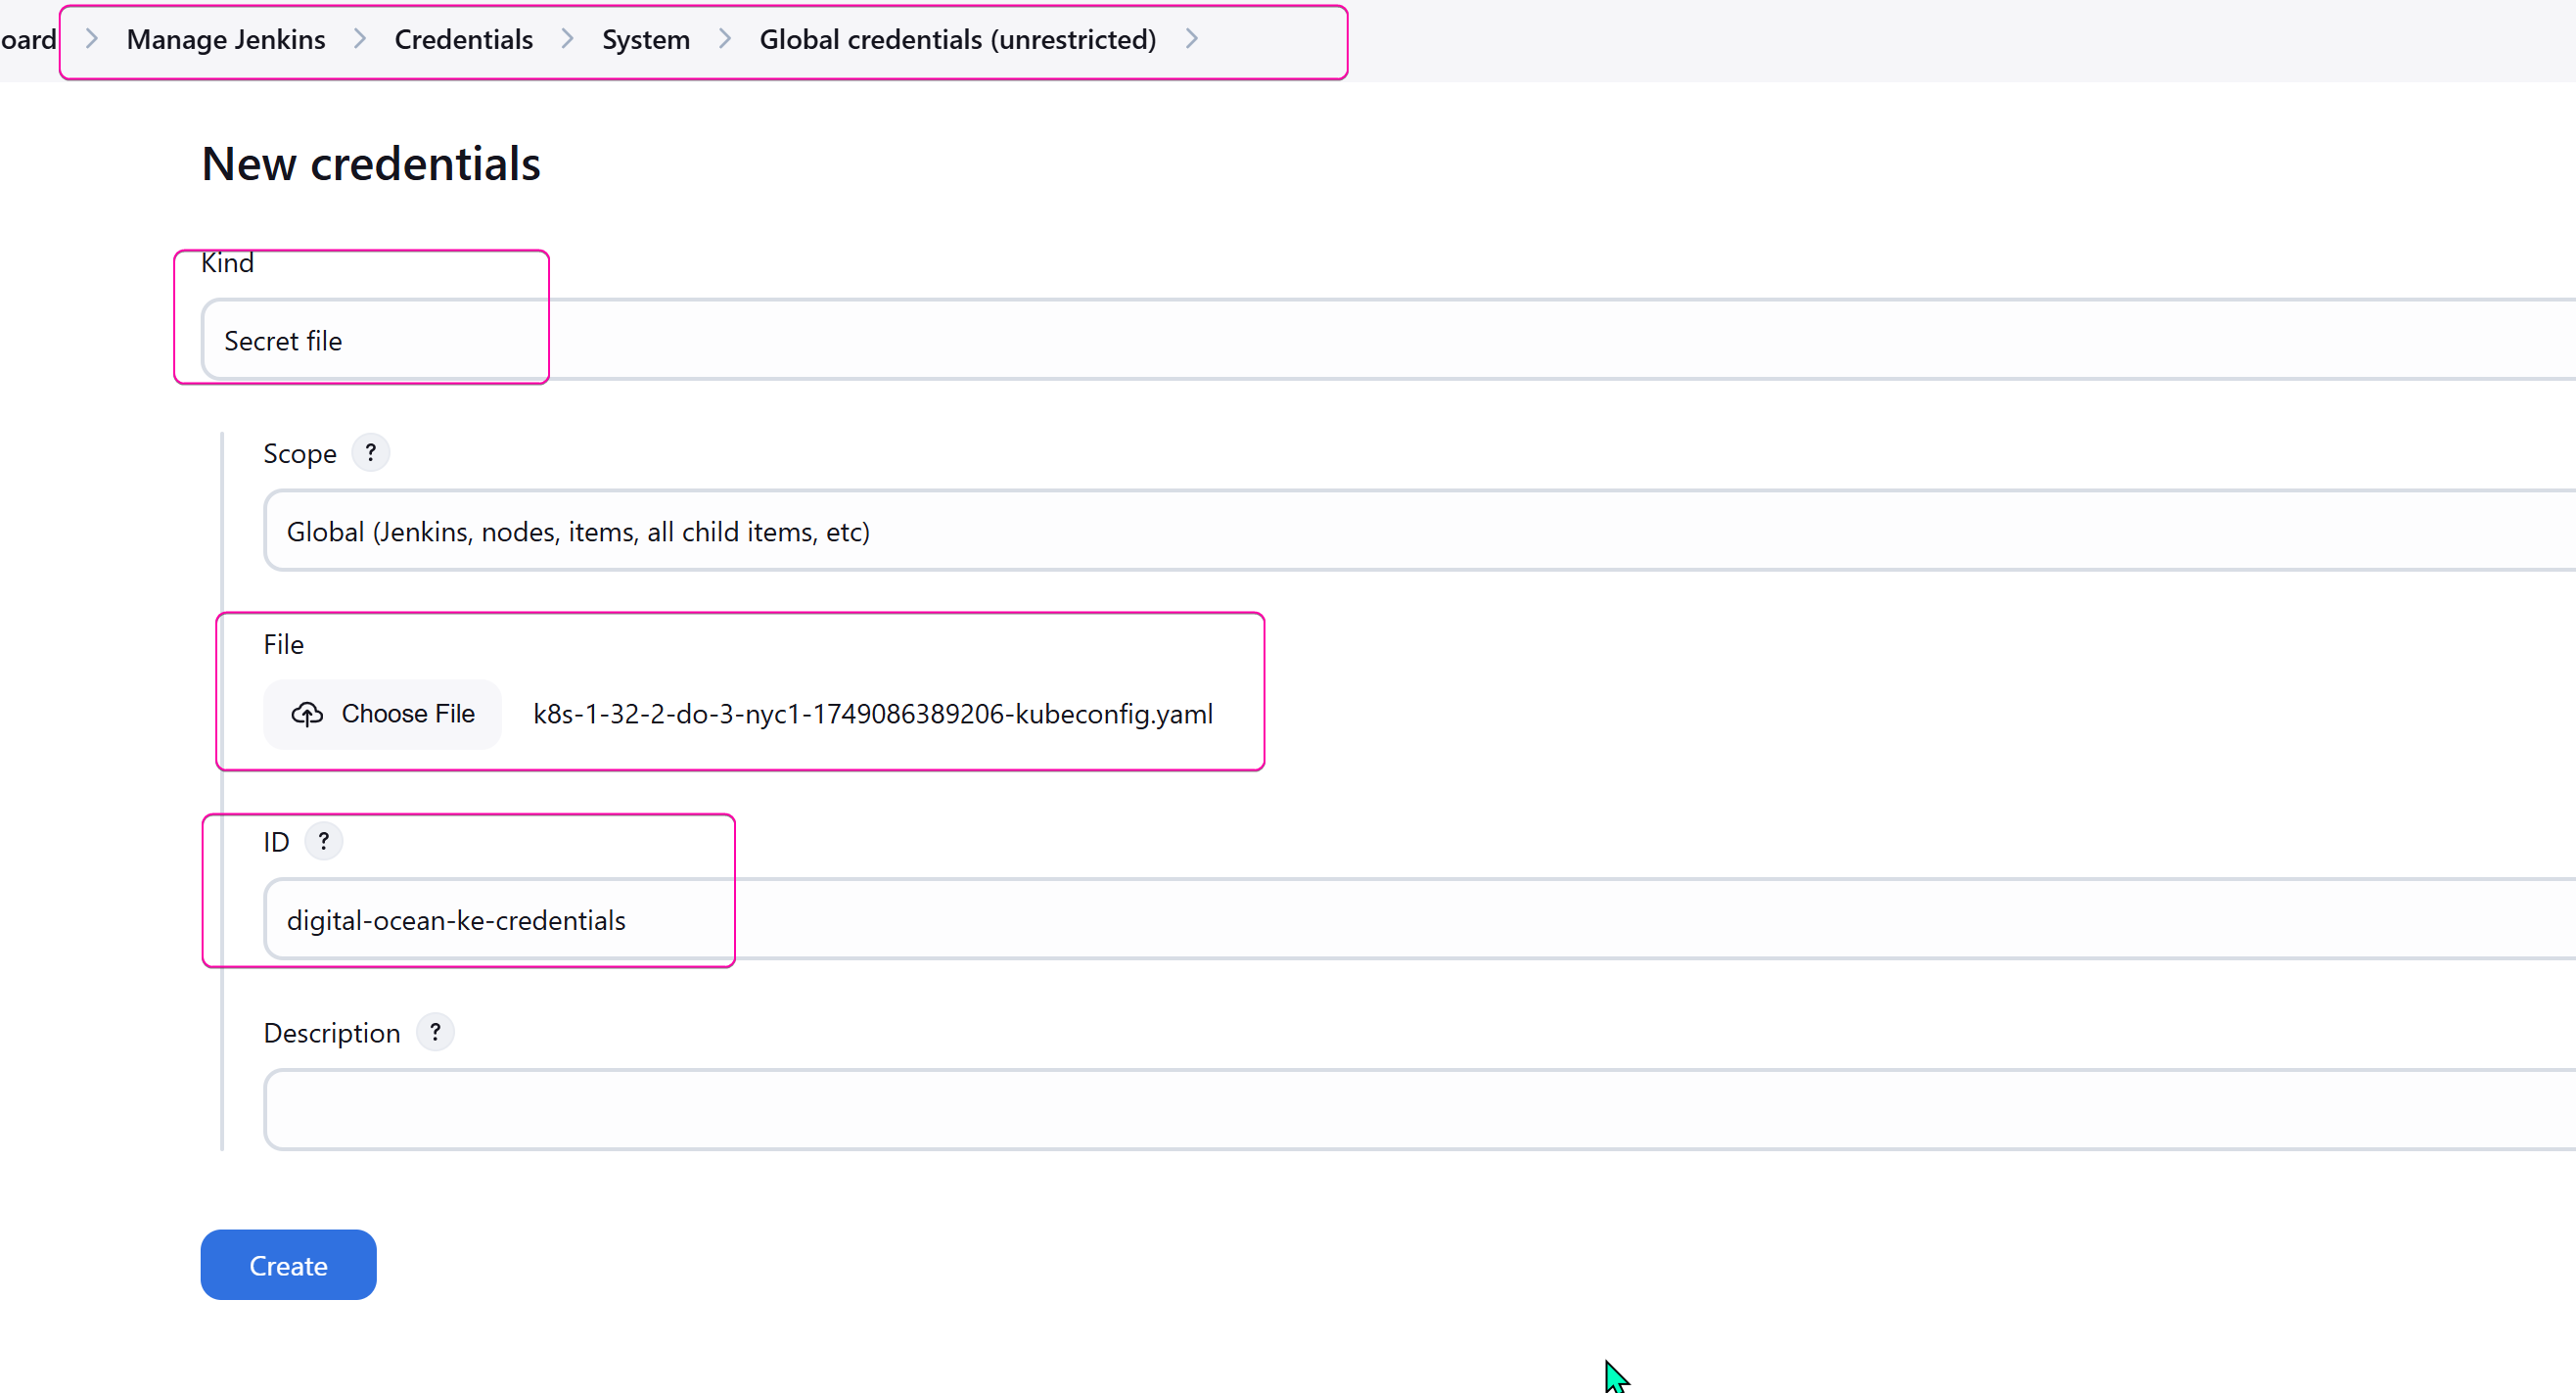 oard > Manage Jenkins > Credentials > System > Global credentials (unrestricted) >
New credentials
Kind
Secret file
Scope ?
Global (Jenkins, nodes, items, all child items, etc)
File
Choose File k8s-1-32-2-do-3-nyc1-1749086389206-kubeconfig.yaml
ID ?
digital-ocean-ke-credentials
Description ?
Create